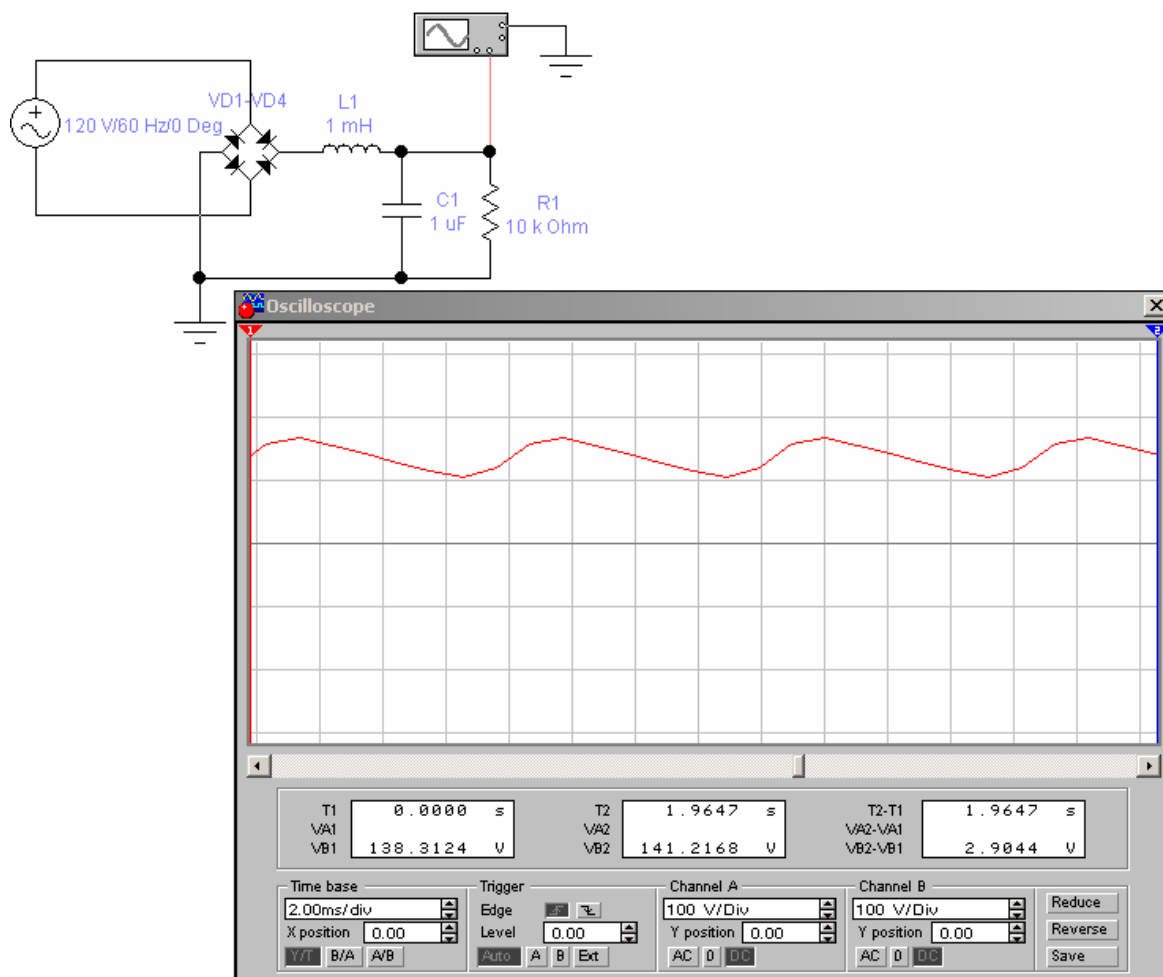 VD1-VD4
L1
120 V/60 Hz/0 Deg
1 mH
C1
R1
1 uF
10 k Ohm
Oscilloscope
1
2
T1 0.0000 s
VA1
VB1 138.3124 V
T2 1.9647 s
VA2
VB2 141.2168 V
T2-T1 1.9647 s
VA2-VA1
VB2-VB1 2.9044 V
Time base
2.00ms/div
X position 0.00
Y/T B/A A/B
Trigger
Edge
Level 0.00
Auto A B Ext
Channel A
100 V/Div
Y position 0.00
AC 0 DC
Channel B
100 V/Div
Y position 0.00
AC 0 DC
Reduce
Reverse
Save